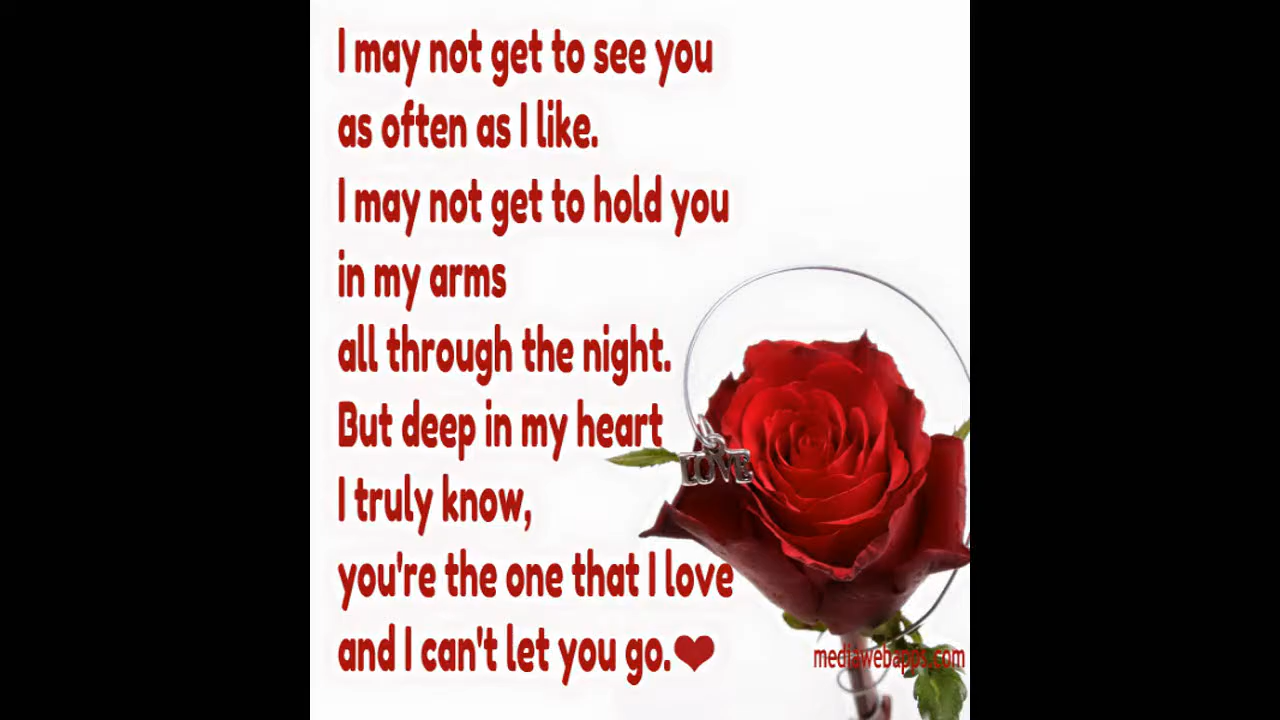 I may not get to see you
as often as I like.
I may not get to hold you
in my arms
all through the night.
But deep in my heart
I truly know,
you're the one that I love
and I can't let you go.❤
LOVE
mediawebapps.com